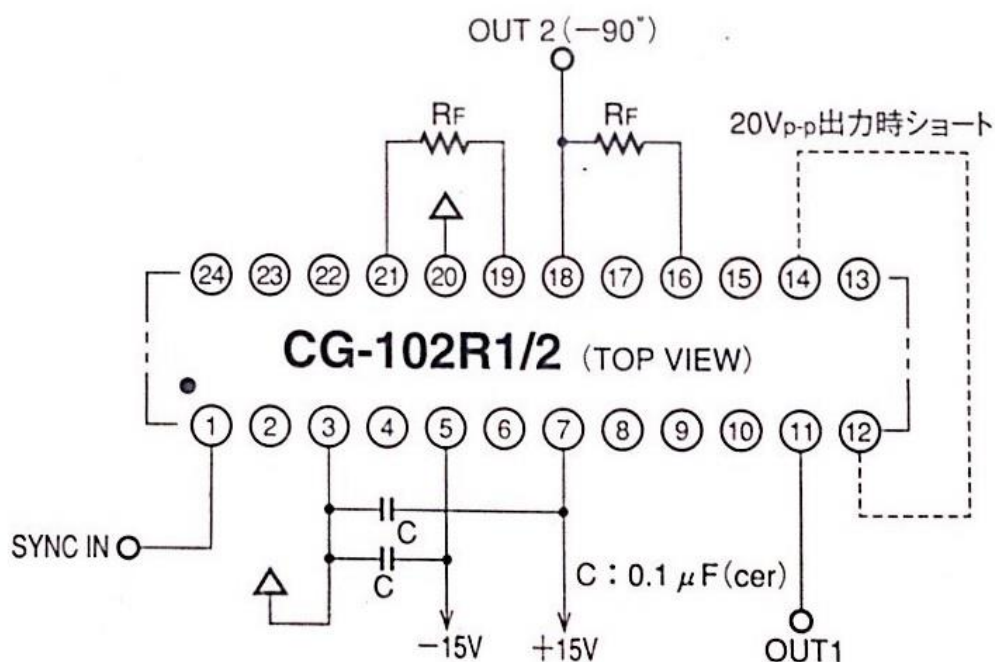 OUT 2(−90°)
RF
RF
20Vp-p出力時ショート
24 23 22 21 20 19 18 17 16 15 14 13
CG-102R1/2 (TOP VIEW)
1 2 3 4 5 6 7 8 9 10 11 12
C
SYNC IN
C
C : 0.1 μF(cer)
−15V
+15V
OUT1